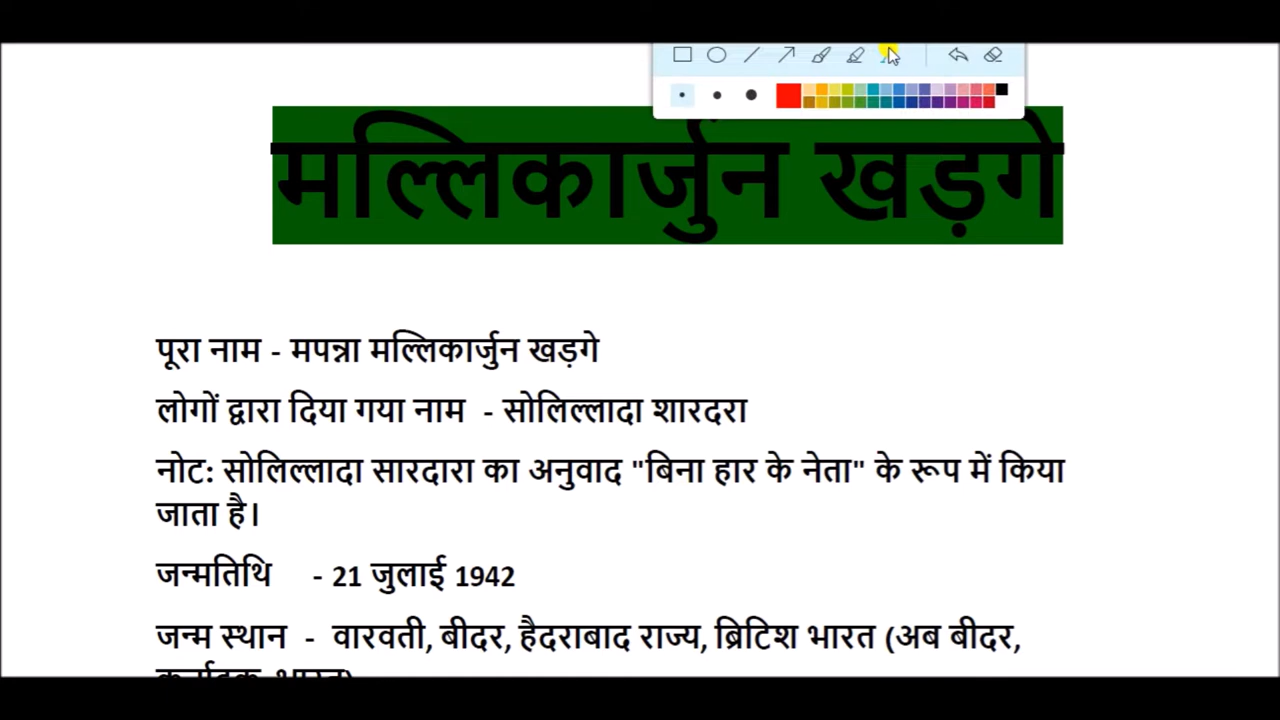 मल्लिकार्जुन खड़गे
पूरा नाम - मपन्ना मल्लिकार्जुन खड़गे
लोगों द्वारा दिया गया नाम - सोलिल्लादा शारदरा
नोट: सोलिल्लादा सारदारा का अनुवाद "बिना हार के नेता" के रूप में किया
जाता है।
जन्मतिथि - 21 जुलाई 1942
जन्म स्थान - वारवती, बीदर, हैदराबाद राज्य, ब्रिटिश भारत (अब बीदर,